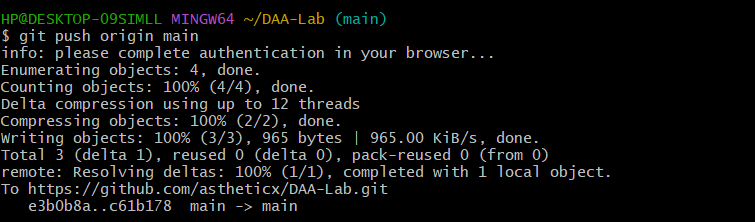 HP@DESKTOP-O9SIMLL MINGW64 ~/DAA-Lab (main)
$ git push origin main
info: please complete authentication in your browser...
Enumerating objects: 4, done.
Counting objects: 100% (4/4), done.
Delta compression using up to 12 threads
Compressing objects: 100% (2/2), done.
Writing objects: 100% (3/3), 965 bytes | 965.00 KiB/s, done.
Total 3 (delta 1), reused 0 (delta 0), pack-reused 0 (from 0)
remote: Resolving deltas: 100% (1/1), completed with 1 local object.
To https://github.com/astheticx/DAA-Lab.git
   e3b0b8a..c61b178  main -> main